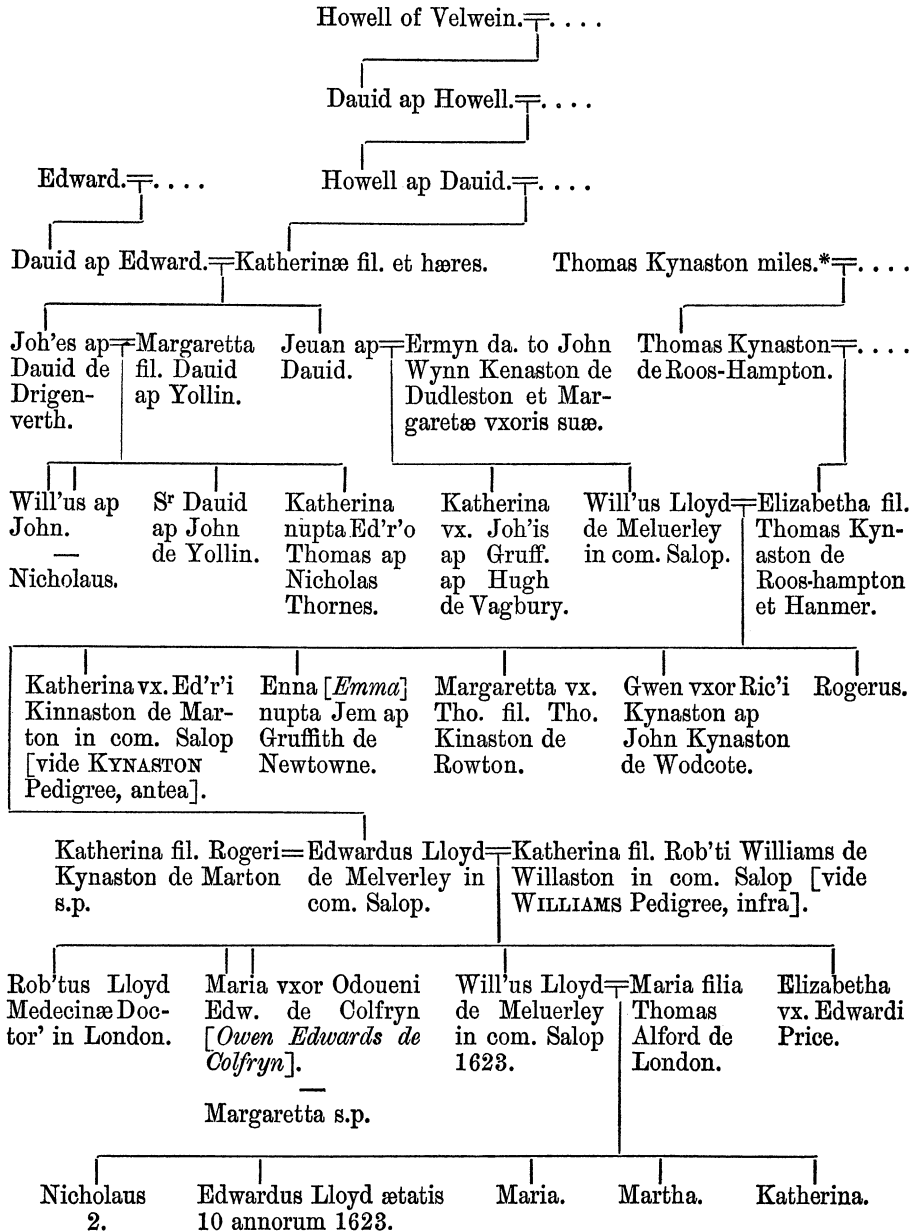 Howell of Velwein.=. . . .
Dauid ap Howell.=. . . .
Edward.=. . . .
Howell ap Dauid.=. . . .
Dauid ap Edward.=Katherinæ fil. et hæres.
Thomas Kynaston miles.*=. . . .
Joh'es ap
Dauid de
Drigen-
verth.
=Margaretta
fil. Dauid
ap Yollin.
Jeuan ap
Dauid.
=Ermyn da. to John
Wynn Kenaston de
Dudleston et Mar-
garetæ vxoris suæ.
Thomas Kynaston=. . . .
de Roos-Hampton.
Will'us ap
John.
—
Nicholaus.
Sr Dauid
ap John
de Yollin.
Katherina
nupta Ed'r'o
Thomas ap
Nicholas
Thornes.
Katherina
vx. Joh'is
ap Gruff.
ap Hugh
de Vagbury.
Will'us Lloyd
de Meluerley
in com. Salop.
=Elizabetha fil.
Thomas Kyn-
aston de
Roos-hampton
et Hanmer.
Katherina vx. Ed'r'i
Kinnaston de Mar-
ton in com. Salop
[vide KYNASTON
Pedigree, antea].
Enna [Emma]
nupta Jem ap
Gruffith de
Newtowne.
Margaretta vx.
Tho. fil. Tho.
Kinaston de
Rowton.
Gwen vxor Ric'i
Kynaston ap
John Kynaston
de Wodcote.
Rogerus.
Katherina fil. Rogeri
Kynaston de Marton
s.p.
=Edwardus Lloyd
de Melverley in
com. Salop.
=Katherina fil. Rob'ti Williams de
Willaston in com. Salop [vide
WILLIAMS Pedigree, infra].
Rob'tus Lloyd
Medecinæ Doc-
tor' in London.
Maria vxor Odoueni
Edw. de Colfryn
[Owen Edwards de
Colfryn].
—
Margaretta s.p.
Will'us Lloyd
de Meluerley
in com. Salop
1623.
=Maria filia
Thomas
Alford de
London.
Elizabetha
vx. Edwardi
Price.
Nicholaus
2.
Edwardus Lloyd ætatis
10 annorum 1623.
Maria.
Martha.
Katherina.